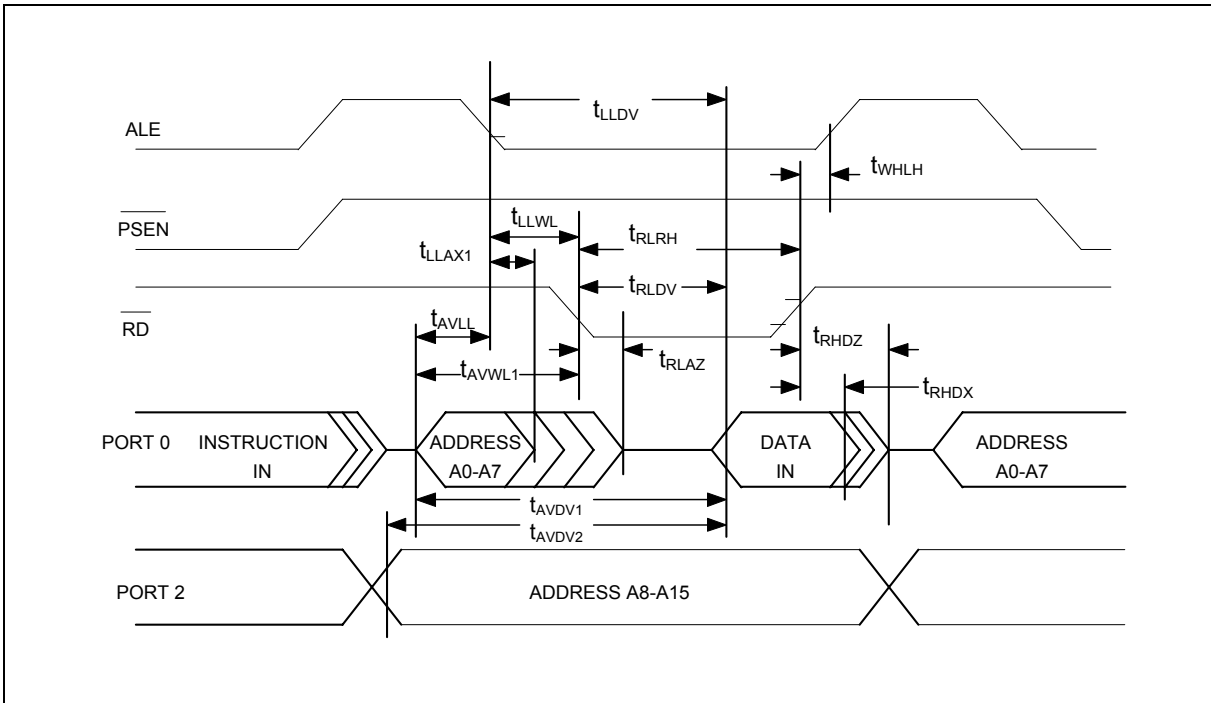 ALE
tLLDV
tWHLH
PSEN
tLLWL
tRLRH
tLLAX1
tRLDV
RD
tAVLL
tRLAZ
tRHDZ
tAVWL1
tRHDX
PORT 0
INSTRUCTION
IN
ADDRESS
A0-A7
DATA
IN
ADDRESS
A0-A7
tAVDV1
tAVDV2
PORT 2
ADDRESS A8-A15